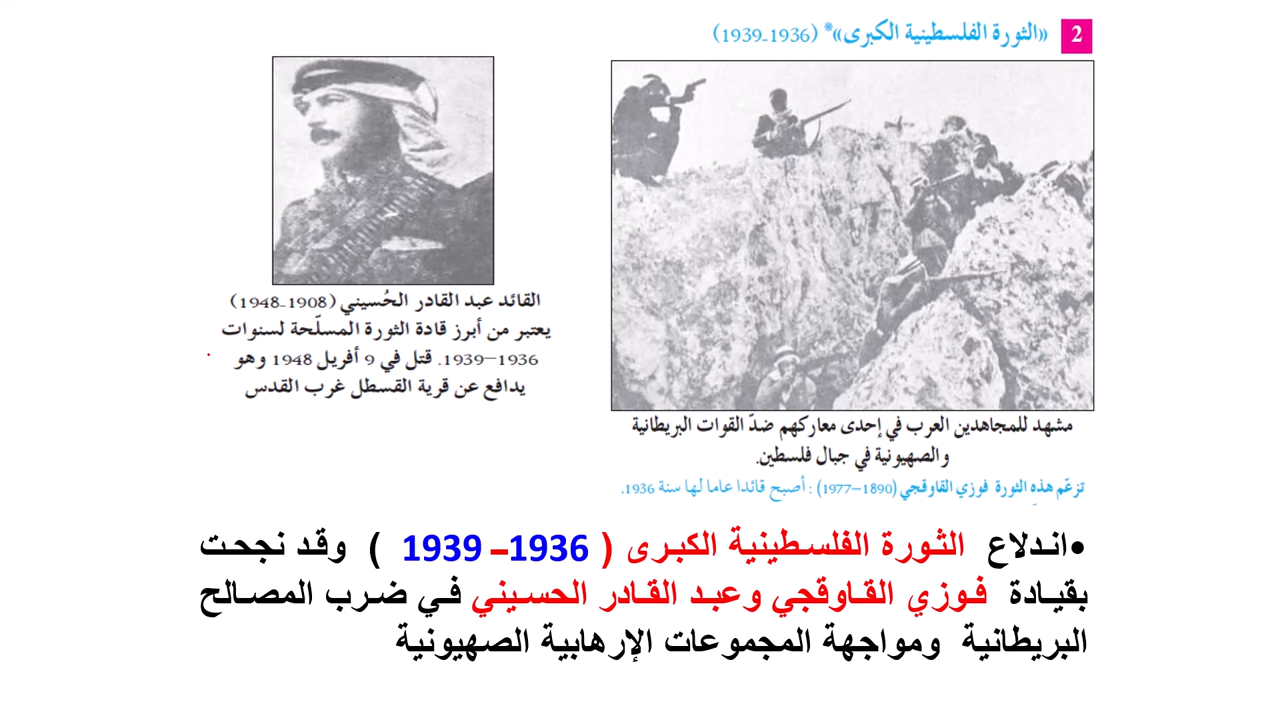 2 «الثورة الفلسطينية الكبرى»* (1936-1939)
مشهد للمجاهدين العرب في إحدى معاركهم ضدّ القوات البريطانية
والصهيونية في جبال فلسطين.
تزعّم هذه الثورة فوزي القاوقجي (1890–1977) : أصبح قائدا عاما لها سنة 1936.
القائد عبد القادر الحُسيني (1908-1948)
يعتبر من أبرز قادة الثورة المسلّحة لسنوات
1936–1939. قتل في 9 أفريل 1948 وهو
يدافع عن قرية القسطل غرب القدس
•اندلاع الثورة الفلسطينية الكبرى ( 1936– 1939 ) وقد نجحت
بقيادة فوزي القاوقجي وعبد القادر الحسيني في ضرب المصالح
البريطانية ومواجهة المجموعات الإرهابية الصهيونية